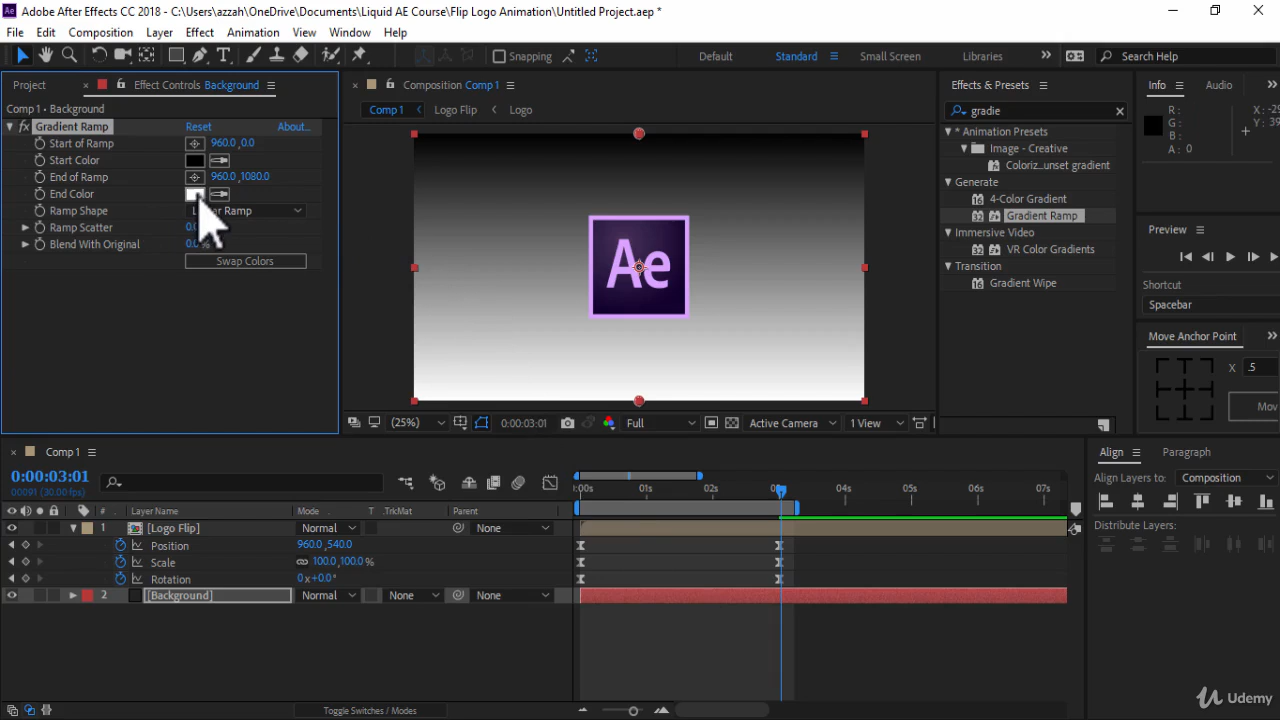 Adobe After Effects CC 2018 - C:\Users\azzah\OneDrive\Documents\Liquid AE Course\Flip Logo Animation\Untitled Project.aep *
File Edit Composition Layer Effect Animation View Window Help
Snapping Default Standard Small Screen Libraries Search Help
Project Effect Controls Background
Comp 1 • Background
fx Gradient Ramp Reset About...
Start of Ramp 960.0,0.0
Start Color
End of Ramp 960.0,1080.0
End Color
Ramp Shape
Ramp Scatter
Blend With Original
Swap Colors
Composition Comp 1
Comp 1 Logo Flip Logo
Ae
(25%) 0:00:03:01 Full Active Camera 1 View
Effects & Presets
gradie
* Animation Presets
Image - Creative
Coloriz...unset gradient
Generate
4-Color Gradient
Gradient Ramp
Immersive Video
VR Color Gradients
Transition
Gradient Wipe
Info Audio
R:
G:
B:
A: 0
Preview
Shortcut
Spacebar
Move Anchor Point
X .5
Comp 1
0:00:03:01
00091 (30.00 fps)
# Layer Name Mode T .TrkMat Parent
1 [Logo Flip] Normal None
Position 960.0,540.0
Scale 100.0,100.0%
Rotation 0x+0.0°
2 [Background] Normal None None
01s 02s 04s 05s 06s 07s
Toggle Switches / Modes
Align Paragraph
Align Layers to: Composition
Distribute Layers:
Udemy